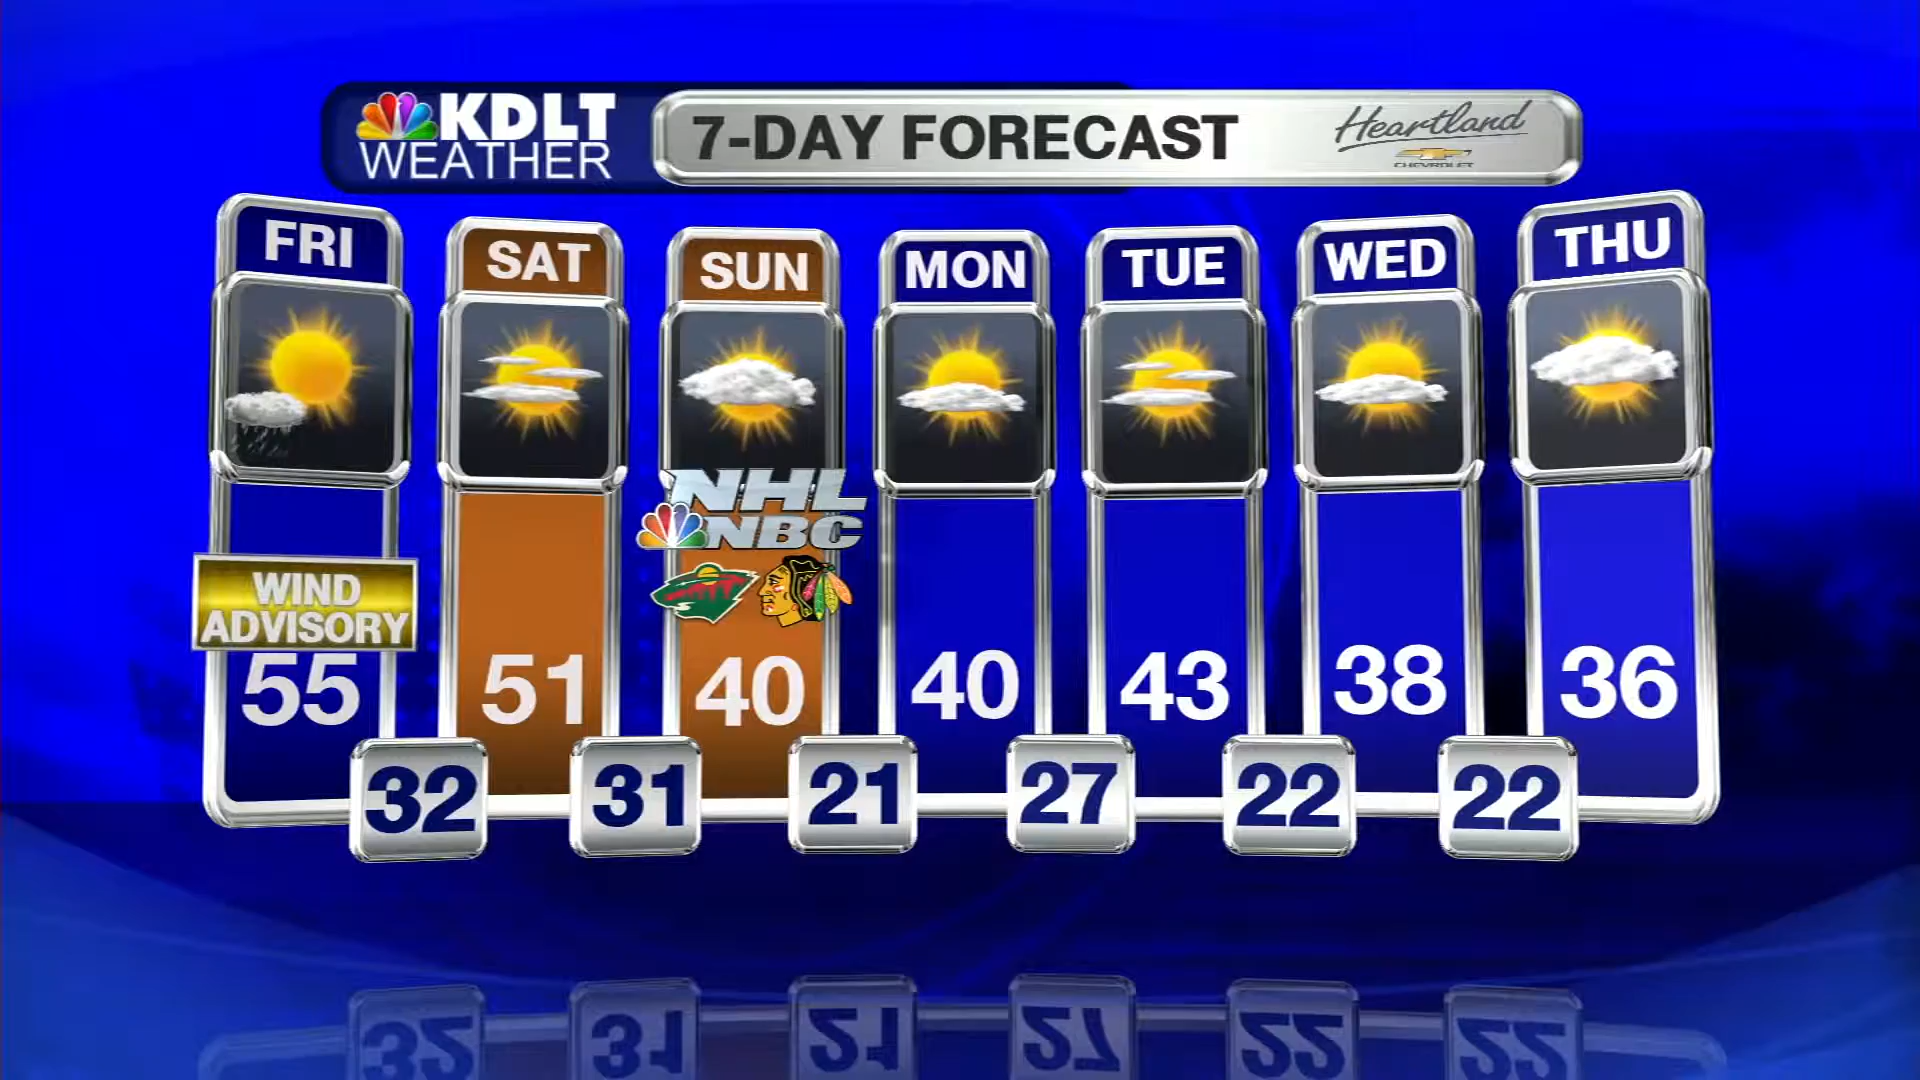 KDLT
WEATHER
7-DAY FORECAST
Heartland
CHEVROLET
FRI
SAT
SUN
MON
TUE
WED
THU
NHL
NBC
WIND
ADVISORY
55
51
40
40
43
38
36
32
31
21
27
22
22